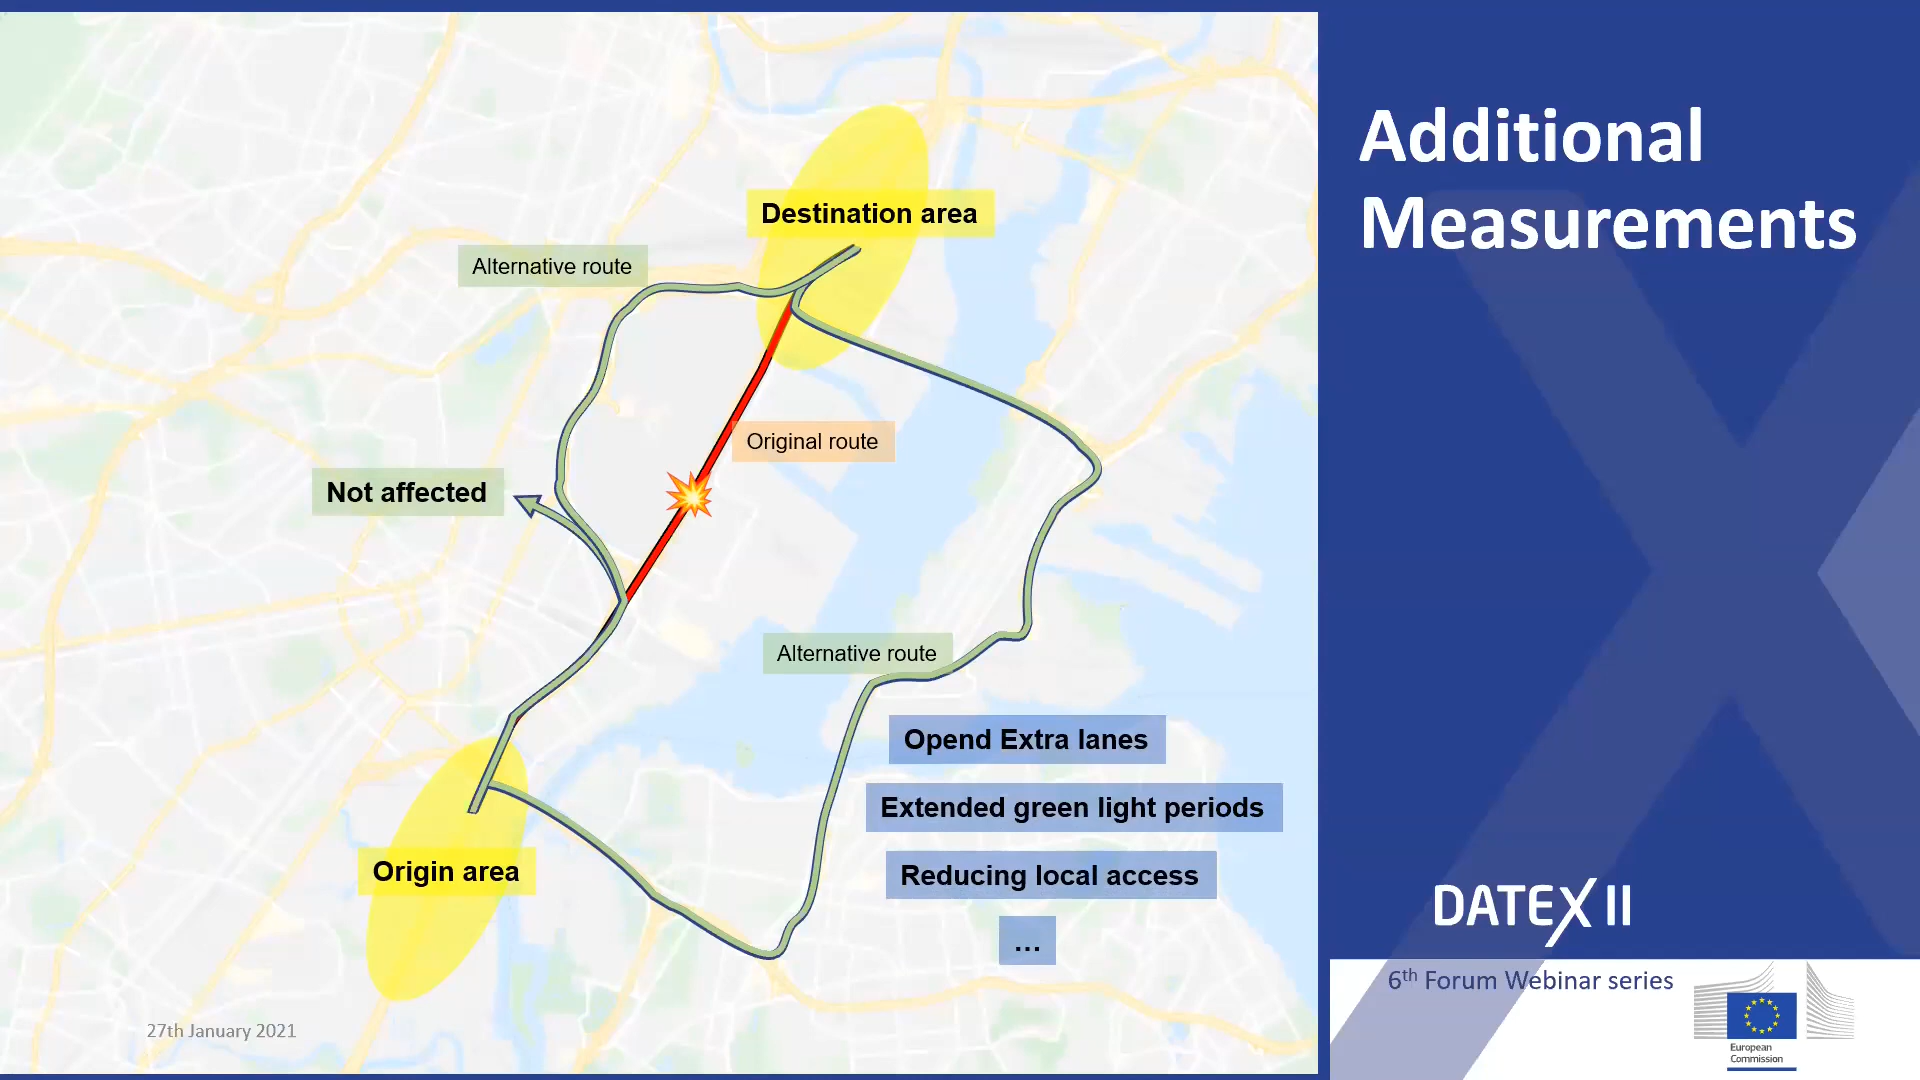 Additional
Measurements
Destination area
Alternative route
Original route
Not affected
Alternative route
Opend Extra lanes
Extended green light periods
Reducing local access
...
Origin area
27th January 2021
DATEX II
6th Forum Webinar series
European
Commission